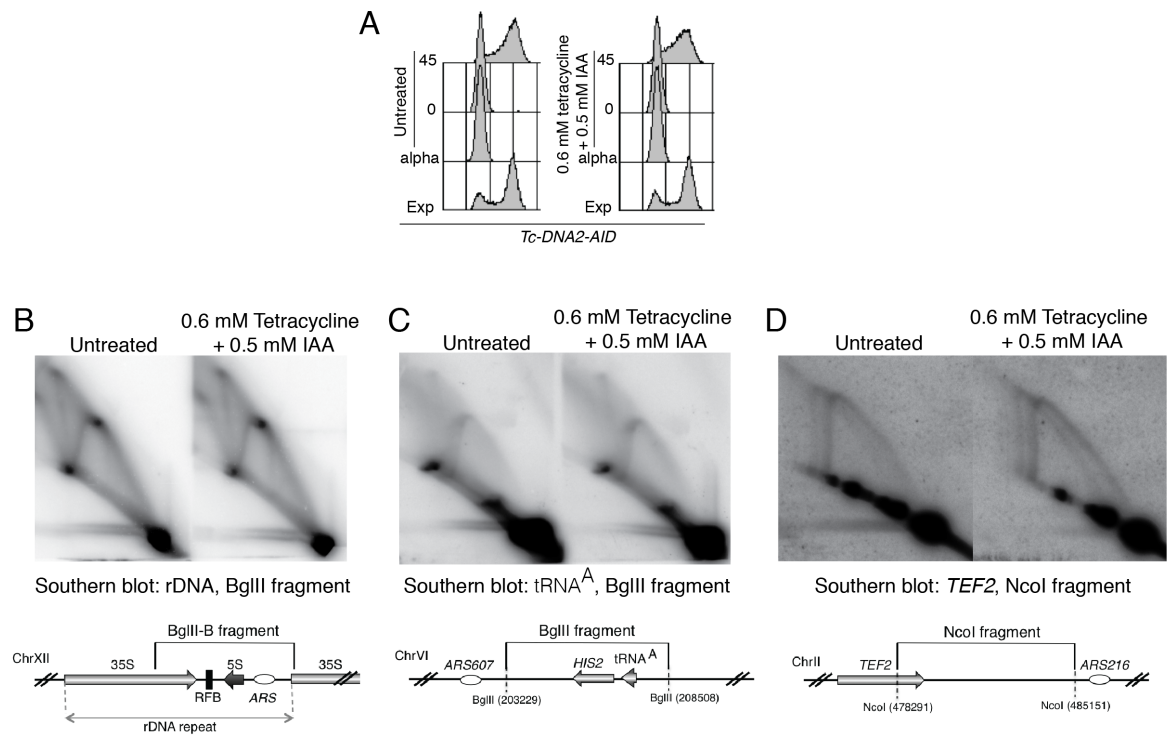 A
Untreated
45
0
alpha
Exp
0.6 mM tetracycline
+ 0.5 mM IAA
45
0
alpha
Exp
Tc-DNA2-AID
B
Untreated
0.6 mM Tetracycline
+ 0.5 mM IAA
Southern blot: rDNA, BglII fragment
BglII-B fragment
ChrXII
35S
5S
35S
RFB
ARS
rDNA repeat
C
Untreated
0.6 mM Tetracycline
+ 0.5 mM IAA
Southern blot: tRNA^A, BglII fragment
BglII fragment
ChrVI
ARS607
HIS2
tRNA^A
BglII (203229)
BglII (208508)
D
Untreated
0.6 mM Tetracycline
+ 0.5 mM IAA
Southern blot: TEF2, NcoI fragment
NcoI fragment
ChrII
TEF2
ARS216
NcoI (478291)
NcoI (485151)